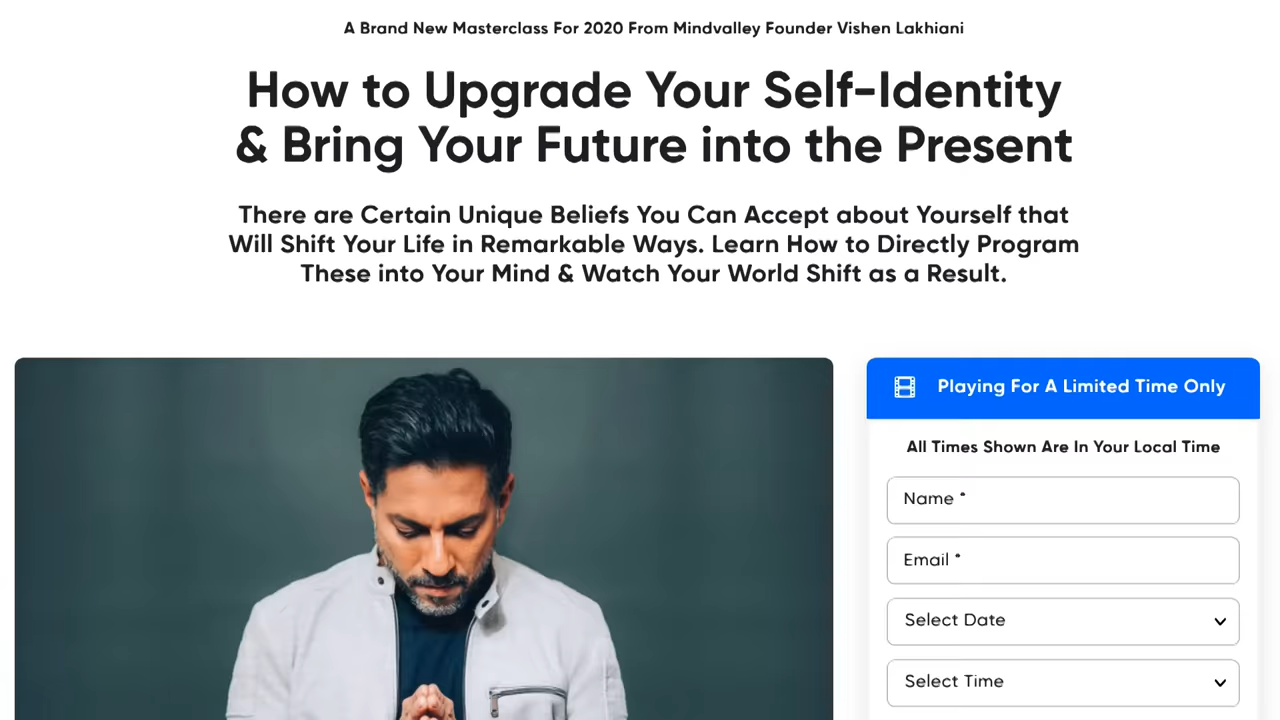 A Brand New Masterclass For 2020 From Mindvalley Founder Vishen Lakhiani
How to Upgrade Your Self-Identity
& Bring Your Future into the Present
There are Certain Unique Beliefs You Can Accept about Yourself that
Will Shift Your Life in Remarkable Ways. Learn How to Directly Program
These into Your Mind & Watch Your World Shift as a Result.
Playing For A Limited Time Only
All Times Shown Are In Your Local Time
Name *
Email *
Select Date
Select Time